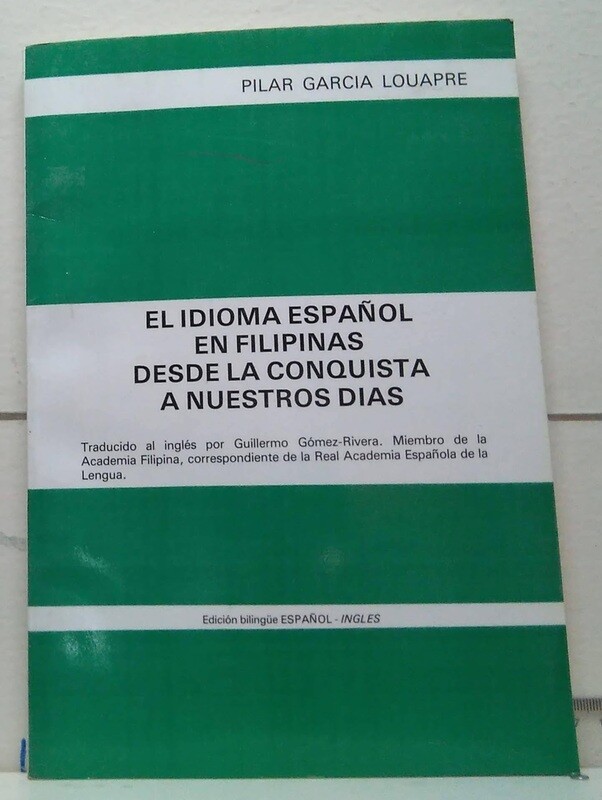 PILAR GARCIA LOUAPRE
EL IDIOMA ESPAÑOL
EN FILIPINAS
DESDE LA CONQUISTA
A NUESTROS DIAS
Traducido al inglés por Guillermo Gómez-Rivera. Miembro de la
Academia Filipina, correspondiente de la Real Academia Española de la
Lengua.
Edición bilingüe ESPAÑOL - INGLES